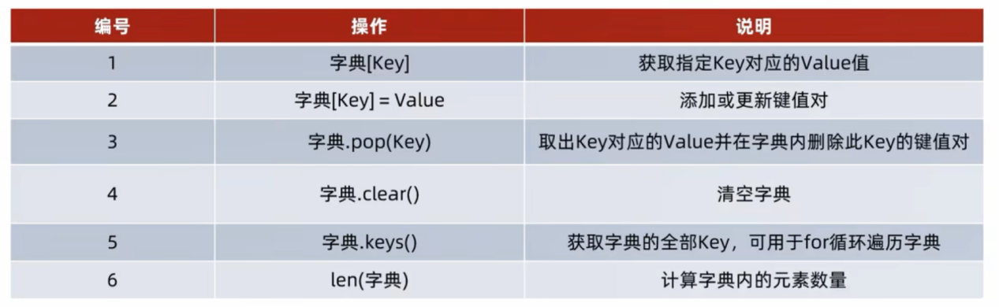 编号 操作 说明
1 字典[Key] 获取指定Key对应的Value值
2 字典[Key] = Value 添加或更新键值对
3 字典.pop(Key) 取出Key对应的Value并在字典内删除此Key的键值对
4 字典.clear() 清空字典
5 字典.keys() 获取字典的全部Key，可用于for循环遍历字典
6 len(字典) 计算字典内的元素数量